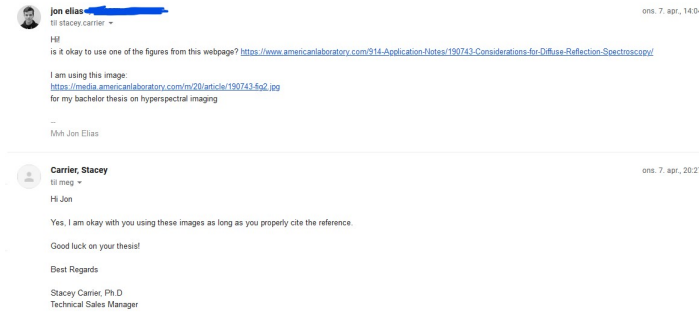 jon elias
ons. 7. apr., 14:0
til stacey.carrier
Hi!
is it okay to use one of the figures from this webpage? https://www.americanlaboratory.com/914-Application-Notes/190743-Considerations-for-Diffuse-Reflection-Spectroscopy/
I am using this image:
https://media.americanlaboratory.com/m/20/article/190743-fig2.jpg
for my bachelor thesis on hyperspectral imaging
--
Mvh Jon Elias
Carrier, Stacey
ons. 7. apr., 20:2
til meg
Hi Jon
Yes, I am okay with you using these images as long as you properly cite the reference.
Good luck on your thesis!
Best Regards
Stacey Carrier, Ph.D
Technical Sales Manager